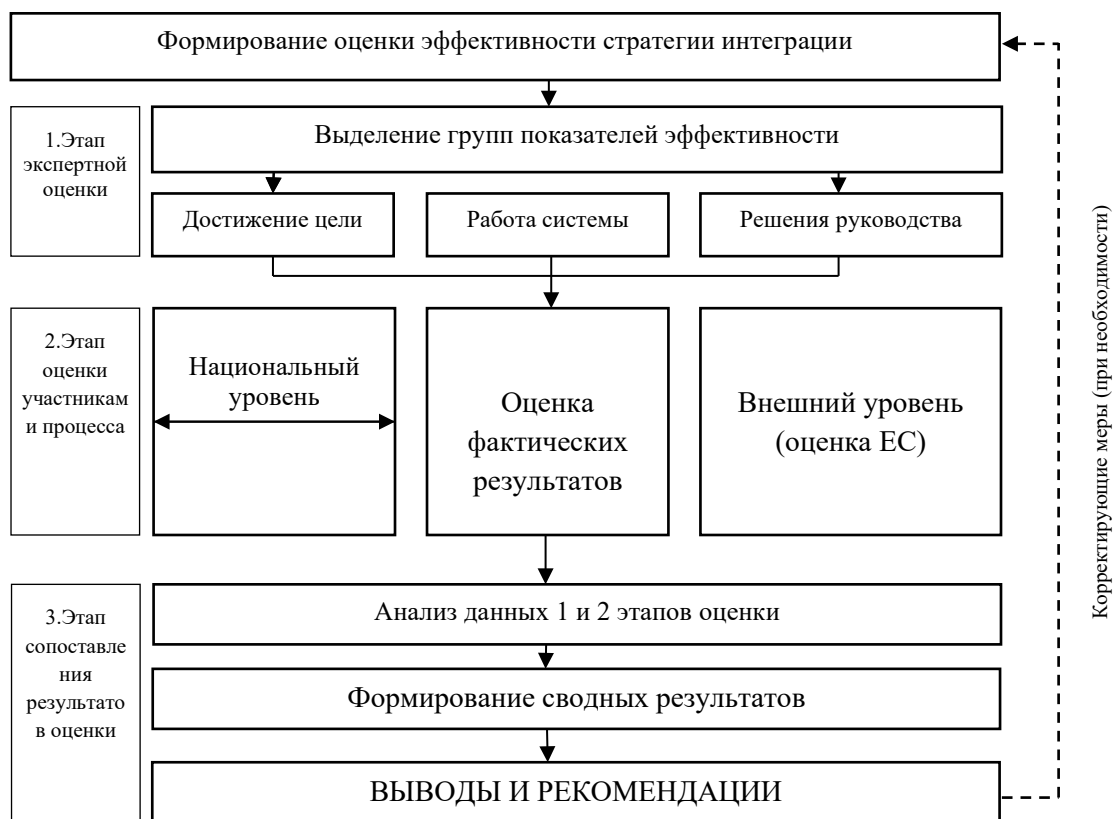 Формирование оценки эффективности стратегии интеграции
1.Этап
экспертной
оценки
Выделение групп показателей эффективности
Достижение цели
Работа системы
Решения руководства
2.Этап
оценки
участникам
и процесса
Национальный
уровень
Оценка
фактических
результатов
Внешний уровень
(оценка ЕС)
3.Этап
сопоставле
ния
результато
в оценки
Анализ данных 1 и 2 этапов оценки
Формирование сводных результатов
ВЫВОДЫ И РЕКОМЕНДАЦИИ
Корректирующие меры (при необходимости)